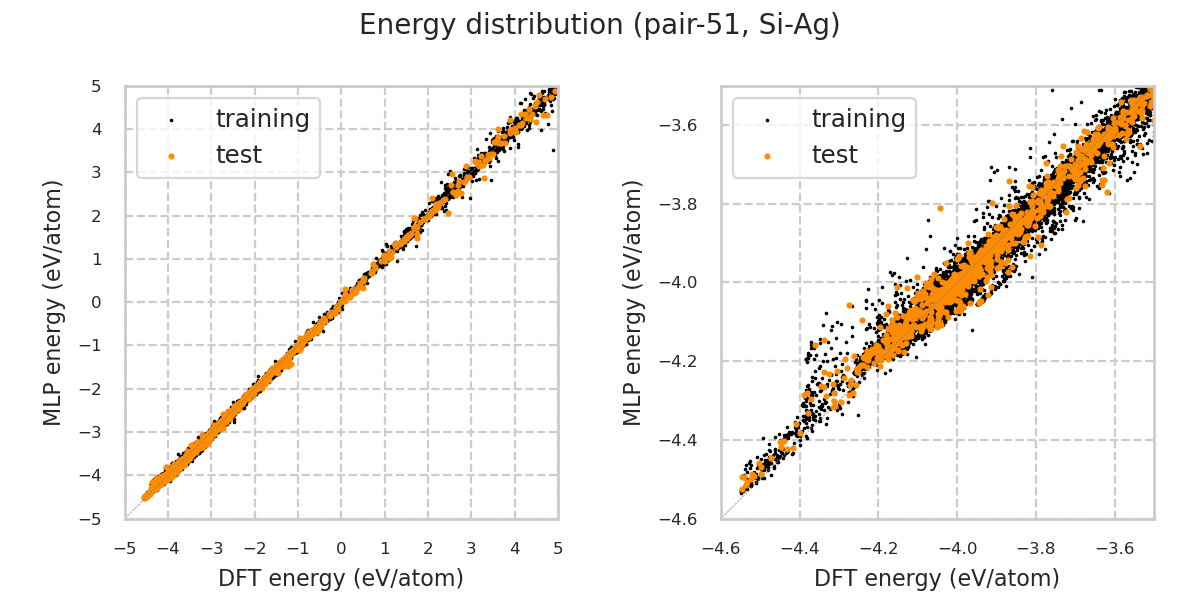 Energy distribution (pair-51, Si-Ag)
training
test
5
4
3
2
1
0
−1
−2
−3
−4
−5
−5 −4 −3 −2 −1 0 1 2 3 4 5
DFT energy (eV/atom)
MLP energy (eV/atom)
training
test
−3.6
−3.8
−4.0
−4.2
−4.4
−4.6
−4.6 −4.4 −4.2 −4.0 −3.8 −3.6
DFT energy (eV/atom)
MLP energy (eV/atom)